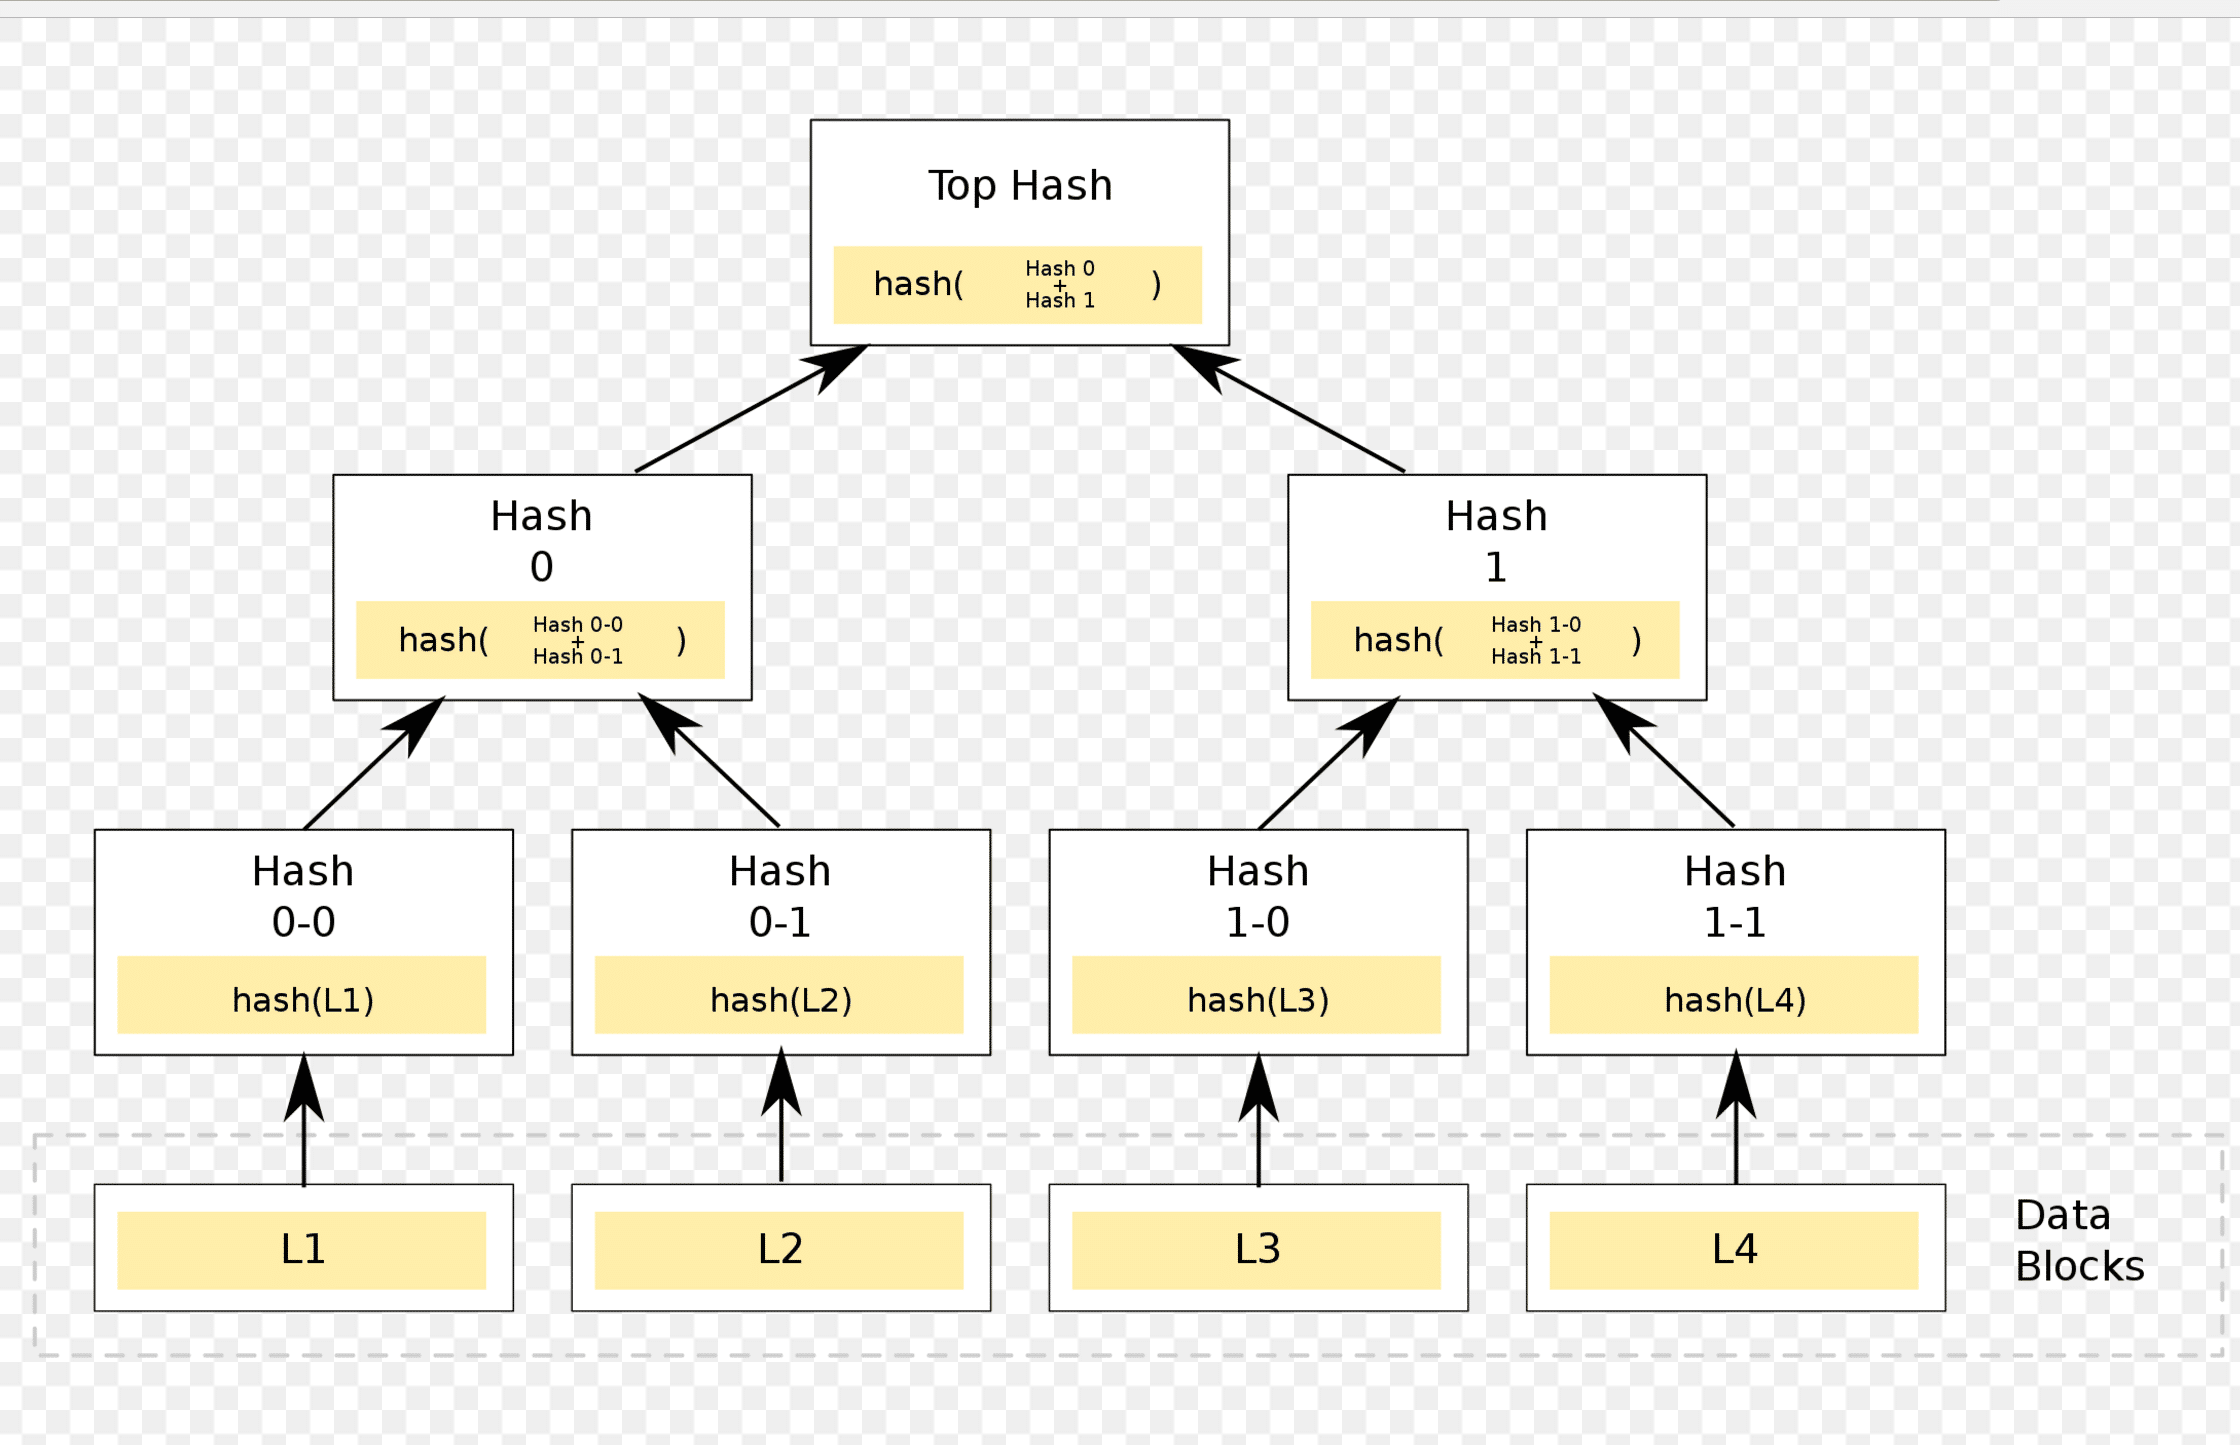 Top Hash
hash( Hash 0 + Hash 1 )
Hash
0
hash( Hash 0-0 + Hash 0-1 )
Hash
1
hash( Hash 1-0 + Hash 1-1 )
Hash
0-0
hash(L1)
Hash
0-1
hash(L2)
Hash
1-0
hash(L3)
Hash
1-1
hash(L4)
L1
L2
L3
L4
Data
Blocks